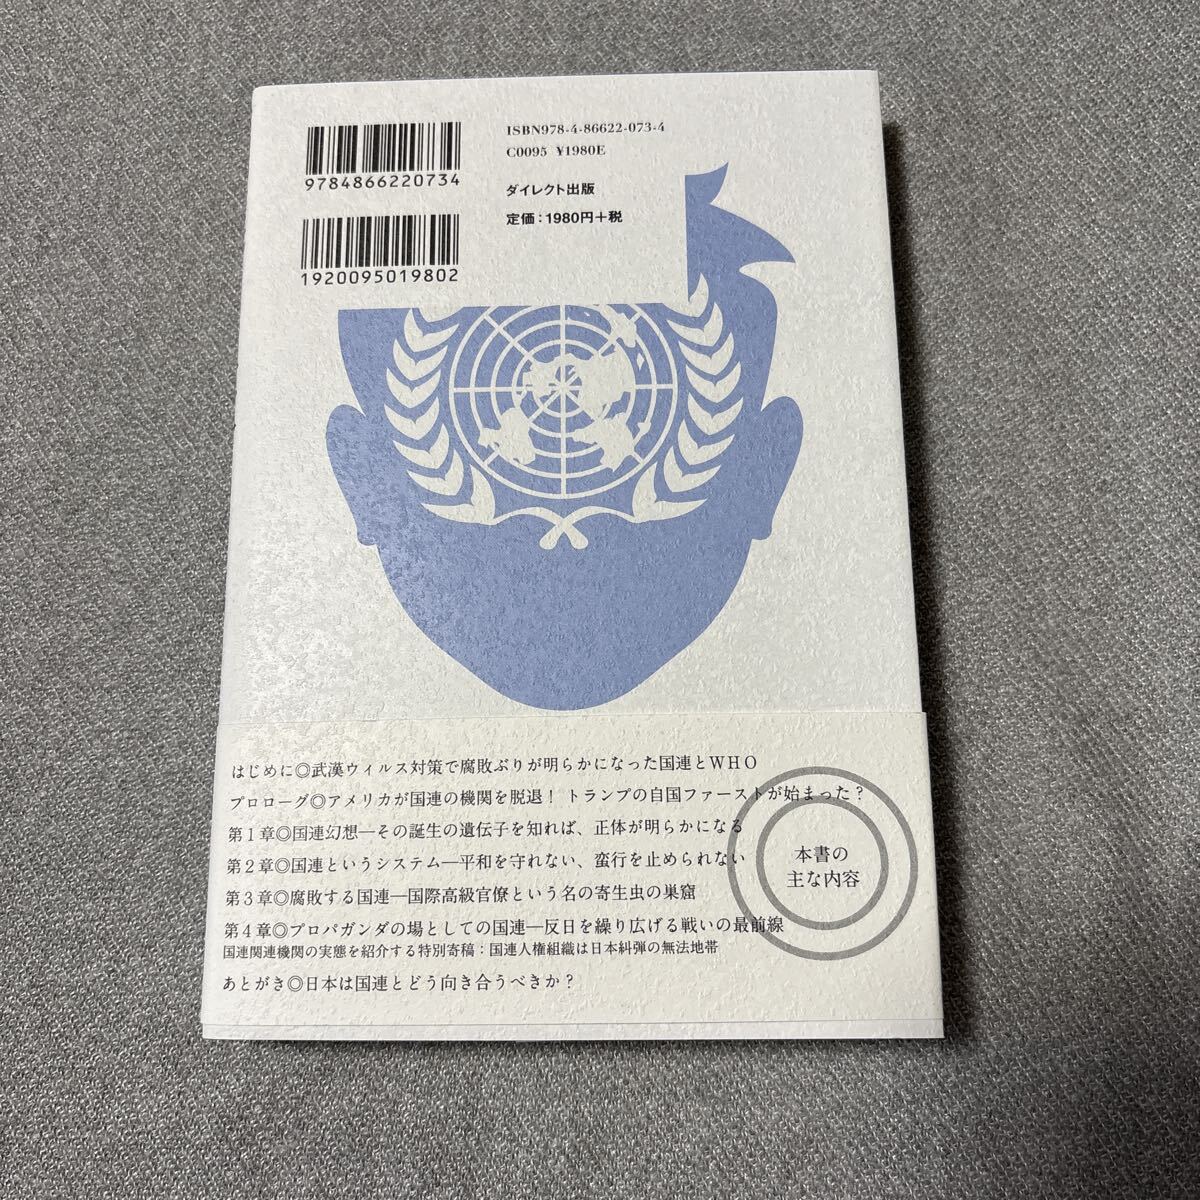 ISBN978-4-86622-073-4
C0095 ¥1980E
ダイレクト出版
定価：1980円＋税
9784866220734
1920095019802
はじめに◎武漢ウィルス対策で腐敗ぶりが明らかになった国連とWHO
プロローグ◎アメリカが国連の機関を脱退！ トランプの自国ファーストが始まった？
第1章◎国連幻想―その誕生の遺伝子を知れば、正体が明らかになる
第2章◎国連というシステム―平和を守れない、蛮行を止められない
第3章◎腐敗する国連―国際高級官僚という名の寄生虫の巣窟
第4章◎プロパガンダの場としての国連―反日を繰り広げる戦いの最前線
国連関連機関の実態を紹介する特別寄稿：国連人権組織は日本糾弾の無法地帯
あとがき◎日本は国連とどう向き合うべきか？
本書の
主な内容